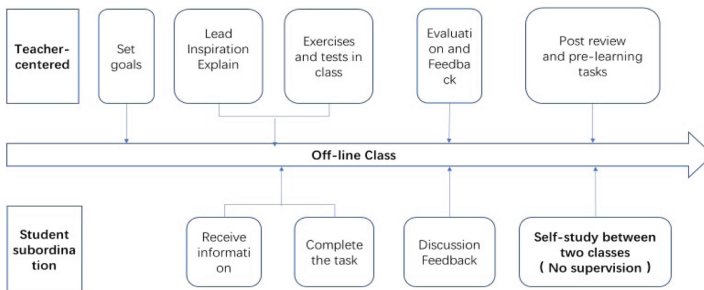 Teacher-
centered
Set
goals
Lead
Inspiration
Explain
Exercises
and tests in
class
Evaluati
on and
Feedba
ck
Post review
and pre-learning
tasks
Off-line Class
Student
subordina
tion
Receive
informati
on
Complete
the task
Discussion
Feedback
Self-study between
two classes
( No supervision )